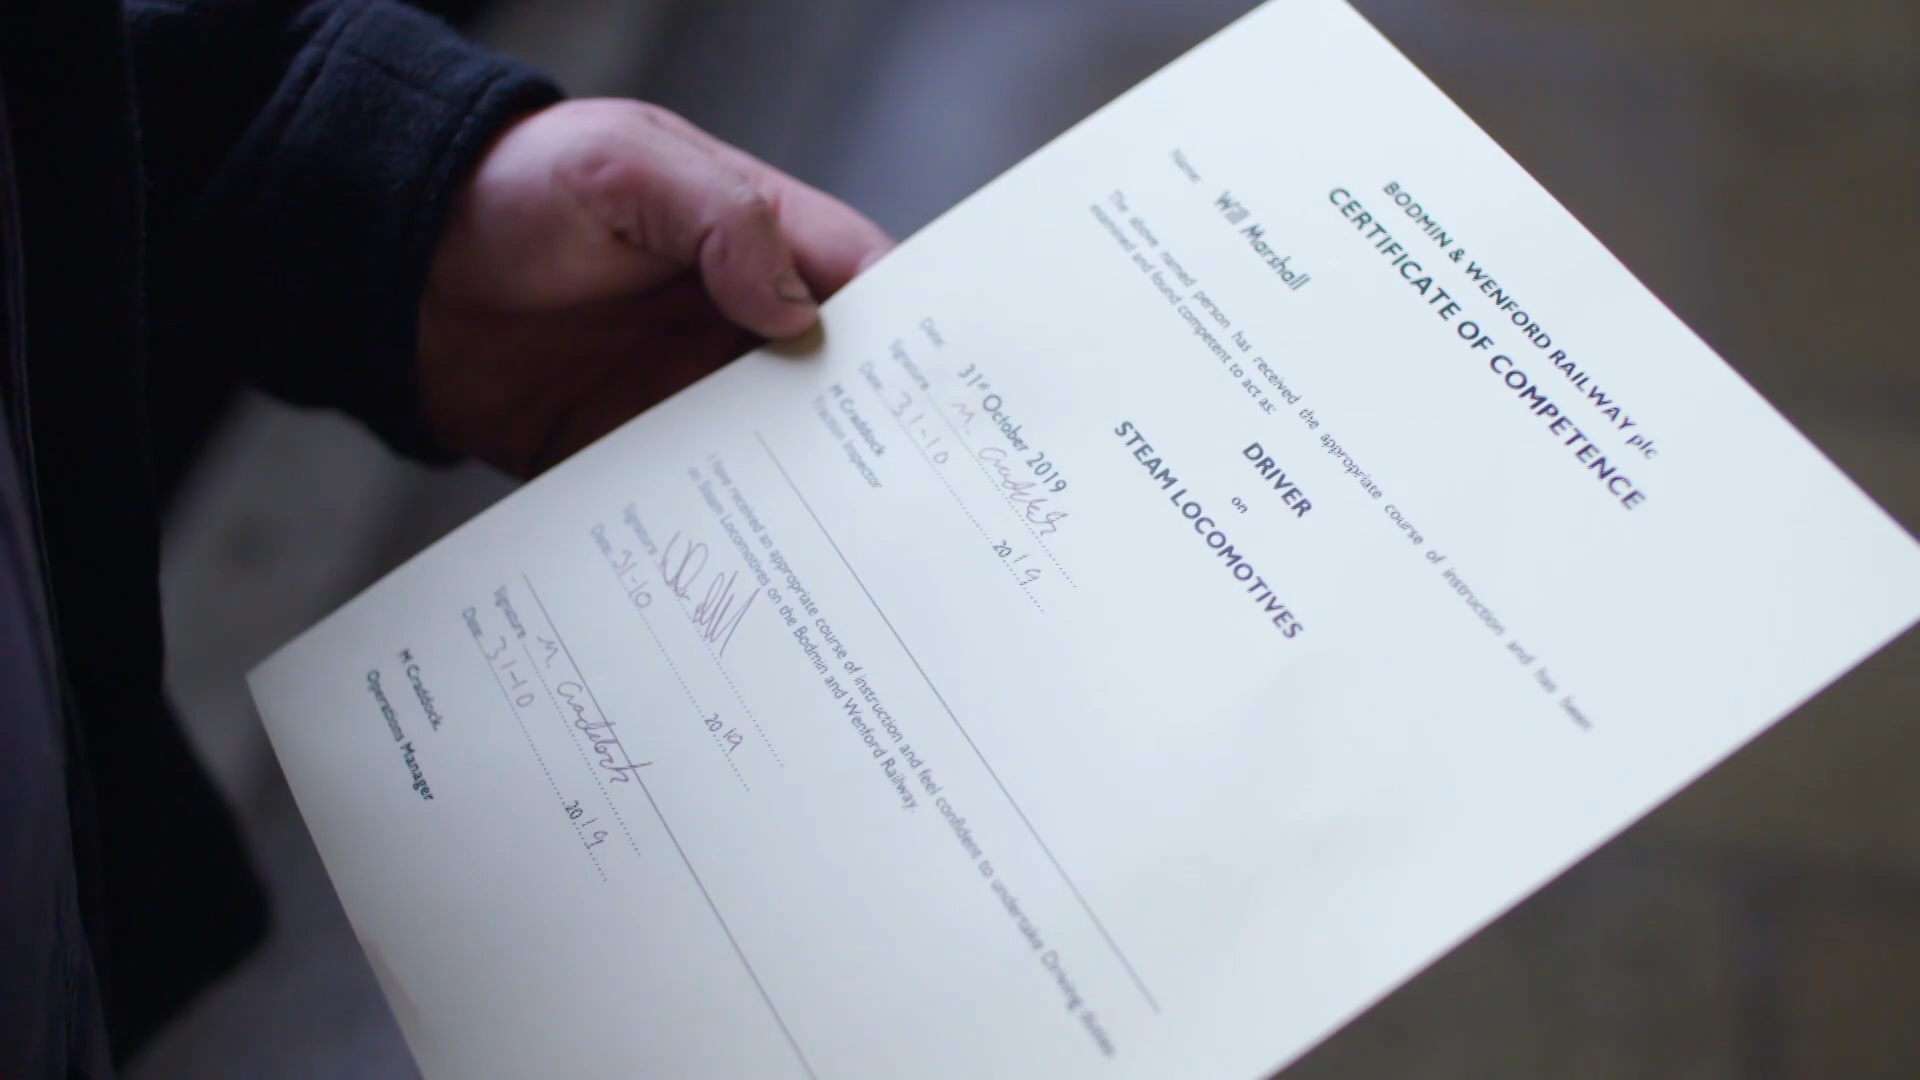 BODMIN & WENFORD RAILWAY plc
CERTIFICATE OF COMPETENCE
Name: Will Marshall
The above named person has received the appropriate course of instruction and has been
examined and found competent to act as:
DRIVER
on
STEAM LOCOMOTIVES
Date: 31st October 2019
Signature M. Craddock
Date: 31-10 2019
M Craddock
Traction Inspector
I have received an appropriate course of instruction and feel confident to undertake Driving duties
on Steam Locomotives on the Bodmin and Wenford Railway.
Signature
Date: 31-10 2019
Signature M. Craddock
Date: 31-10 2019
M Craddock
Operations Manager